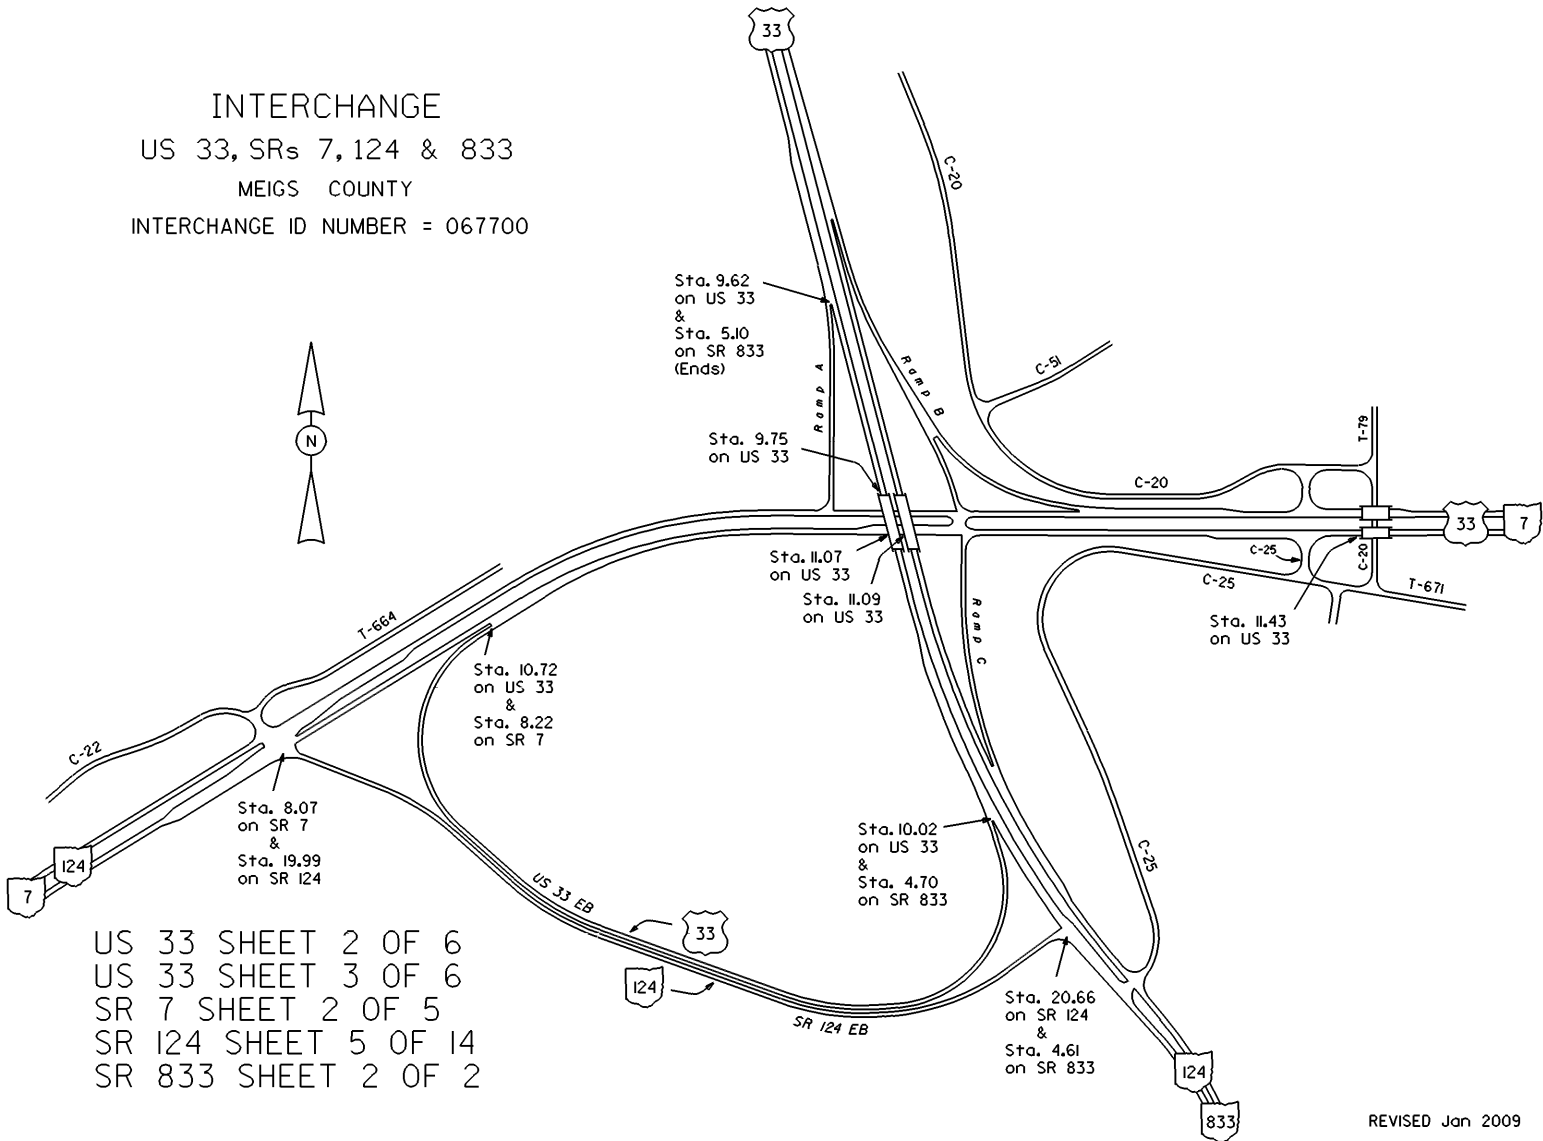 33
INTERCHANGE
US 33, SRs 7, 124 & 833
MEIGS COUNTY
INTERCHANGE ID NUMBER = 067700
C-20
Sta. 9.62
on US 33
&
Sta. 5.10
on SR 833
(Ends)
N
Ramp A
Ramp B
C-51
Sta. 9.75
on US 33
T-79
C-20
33
7
Sta. 11.07
on US 33
Sta. 11.09
on US 33
C-25
C-20
C-25
T-671
Sta. 11.43
on US 33
Ramp C
T-664
Sta. 10.72
on US 33
&
Sta. 8.22
on SR 7
C-22
Sta. 8.07
on SR 7
&
Sta. 19.99
on SR 124
124
7
Sta. 10.02
on US 33
&
Sta. 4.70
on SR 833
C-25
US 33 EB
33
124
SR 124 EB
Sta. 20.66
on SR 124
&
Sta. 4.61
on SR 833
US 33 SHEET 2 OF 6
US 33 SHEET 3 OF 6
SR 7 SHEET 2 OF 5
SR 124 SHEET 5 OF 14
SR 833 SHEET 2 OF 2
124
833
REVISED Jan 2009